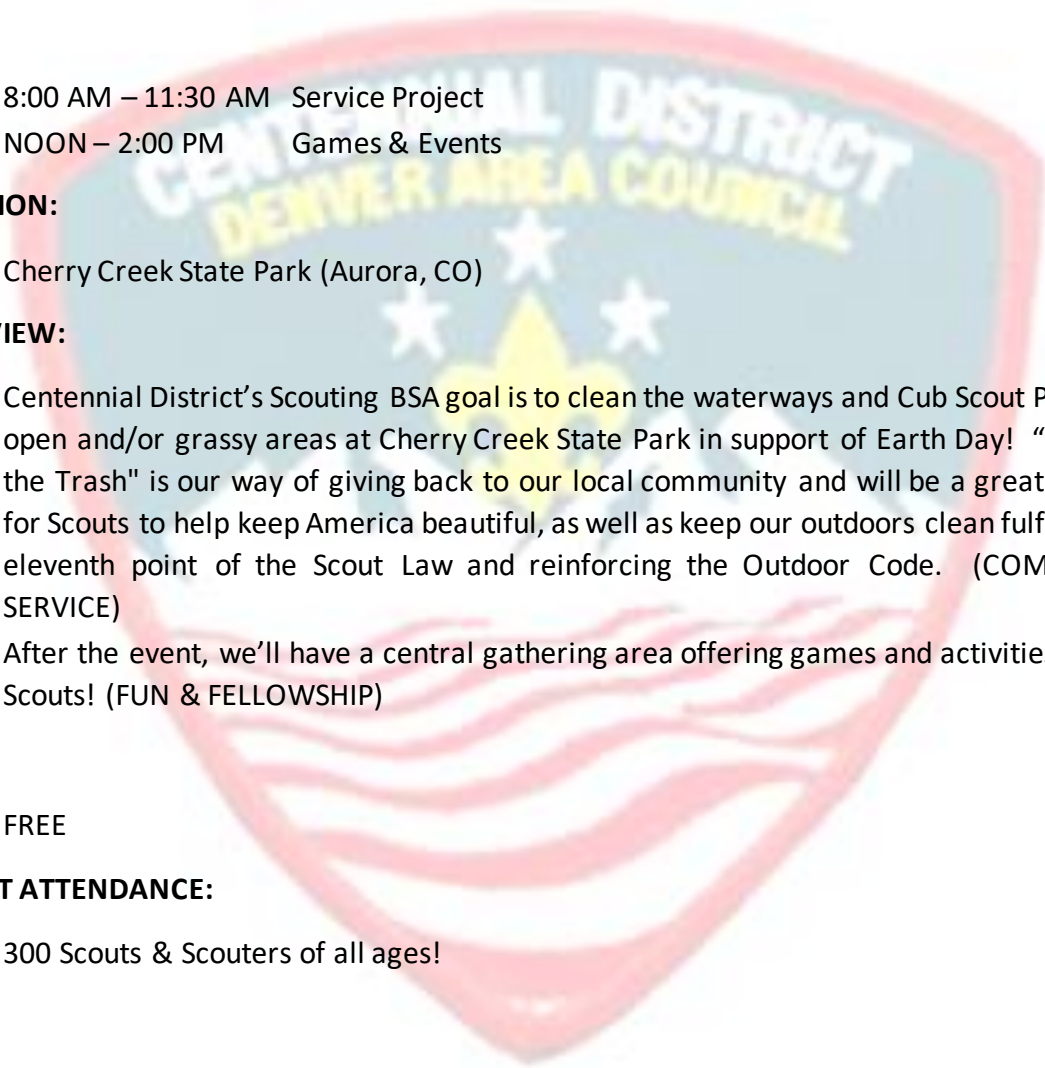 8:00 AM – 11:30 AM Service Project
NOON – 2:00 PM Games & Events
ION:
Cherry Creek State Park (Aurora, CO)
VIEW:
Centennial District’s Scouting BSA goal is to clean the waterways and Cub Scout P
open and/or grassy areas at Cherry Creek State Park in support of Earth Day! “
the Trash" is our way of giving back to our local community and will be a great
for Scouts to help keep America beautiful, as well as keep our outdoors clean fulf
eleventh point of the Scout Law and reinforcing the Outdoor Code. (COM
SERVICE)
After the event, we’ll have a central gathering area offering games and activitie
Scouts! (FUN & FELLOWSHIP)
FREE
T ATTENDANCE:
300 Scouts & Scouters of all ages!
CENTENNIAL DISTRICT
DENVER AREA COUNCIL